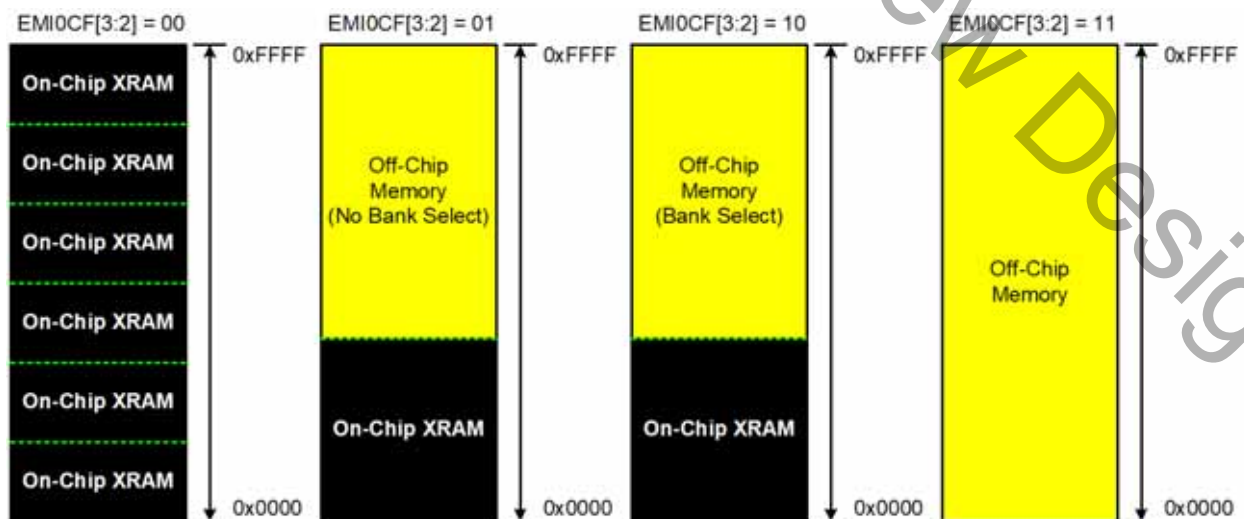 EMI0CF[3:2] = 00
On-Chip XRAM
On-Chip XRAM
On-Chip XRAM
On-Chip XRAM
On-Chip XRAM
On-Chip XRAM
0xFFFF
0x0000
EMI0CF[3:2] = 01
Off-Chip
Memory
(No Bank Select)
On-Chip XRAM
0xFFFF
0x0000
EMI0CF[3:2] = 10
Off-Chip
Memory
(Bank Select)
On-Chip XRAM
0xFFFF
0x0000
EMI0CF[3:2] = 11
Off-Chip
Memory
0xFFFF
0x0000